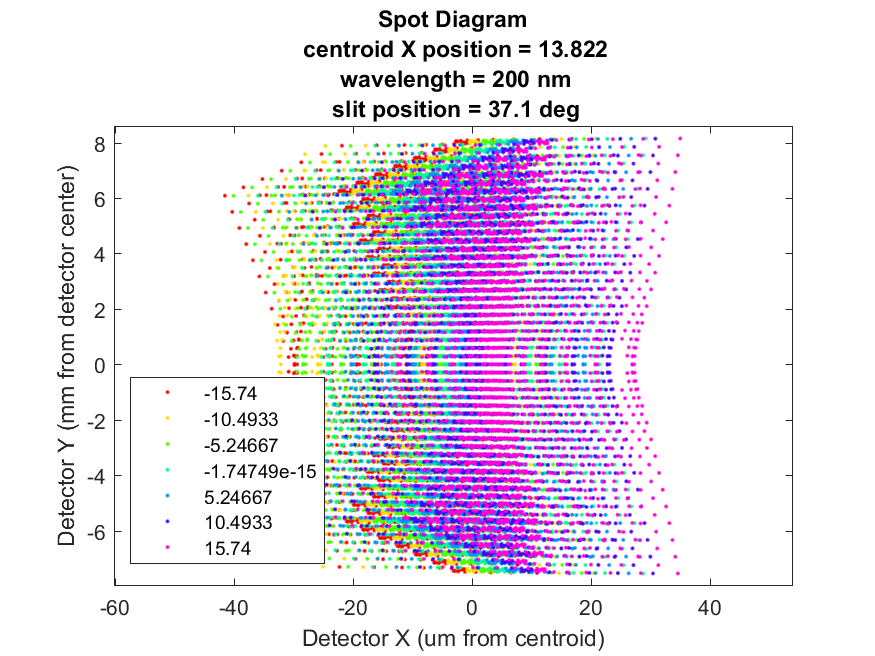 Spot Diagram
centroid X position = 13.822
wavelength = 200 nm
slit position = 37.1 deg
8
6
4
2
0
-2
-4
-6
Detector Y (mm from detector center)
-15.74
-10.4933
-5.24667
-1.74749e-15
5.24667
10.4933
15.74
-60
-40
-20
0
20
40
Detector X (um from centroid)